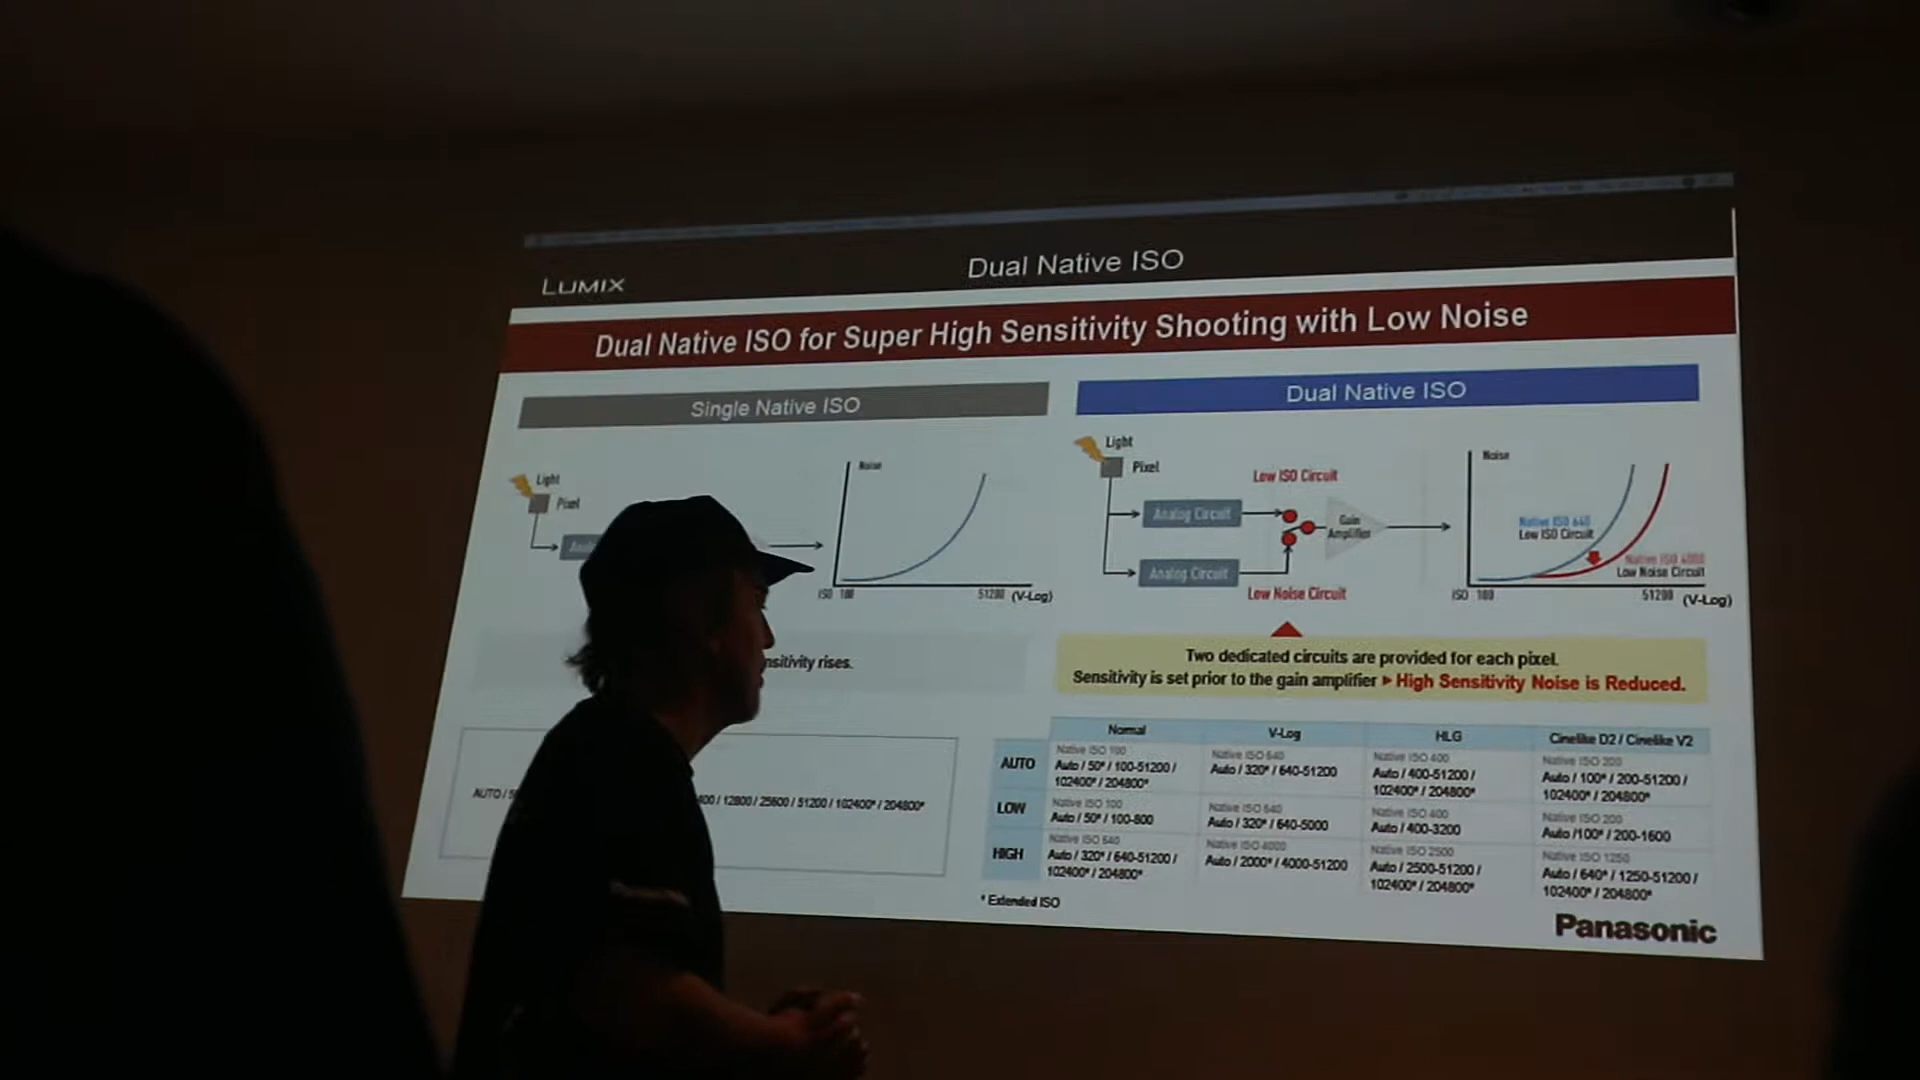 LUMIX
Dual Native ISO
Dual Native ISO for Super High Sensitivity Shooting with Low Noise
Single Native ISO
Light
Pixel
Noise
ISO 100
51200 (V-Log)
nsitivity rises.
AUTO / 5
400 / 12800 / 25600 / 51200 / 102400* / 204800*
Dual Native ISO
Light
Pixel
Low ISO Circuit
Analog Circuit
Gain
Amplifier
Analog Circuit
Low Noise Circuit
Noise
Native ISO 640
Low ISO Circuit
Native ISO 4000
Low Noise Circuit
ISO 100
51200 (V-Log)
Two dedicated circuits are provided for each pixel.
Sensitivity is set prior to the gain amplifier ▶ High Sensitivity Noise is Reduced.
Normal V-Log HLG Cinelike D2 / Cinelike V2
AUTO
Native ISO 100
Auto / 50* / 100-51200 /
102400* / 204800*
Native ISO 640
Auto / 320* / 640-51200
Native ISO 400
Auto / 400-51200 /
102400* / 204800*
Native ISO 200
Auto / 100* / 200-51200 /
102400* / 204800*
LOW
Native ISO 100
Auto / 50* / 100-800
Native ISO 640
Auto / 320* / 640-5000
Native ISO 400
Auto / 400-3200
Native ISO 200
Auto /100* / 200-1600
HIGH
Native ISO 640
Auto / 320* / 640-51200 /
102400* / 204800*
Native ISO 4000
Auto / 2000* / 4000-51200
Native ISO 2500
Auto / 2500-51200 /
102400* / 204800*
Native ISO 1250
Auto / 640* / 1250-51200 /
102400* / 204800*
* Extended ISO
Panasonic